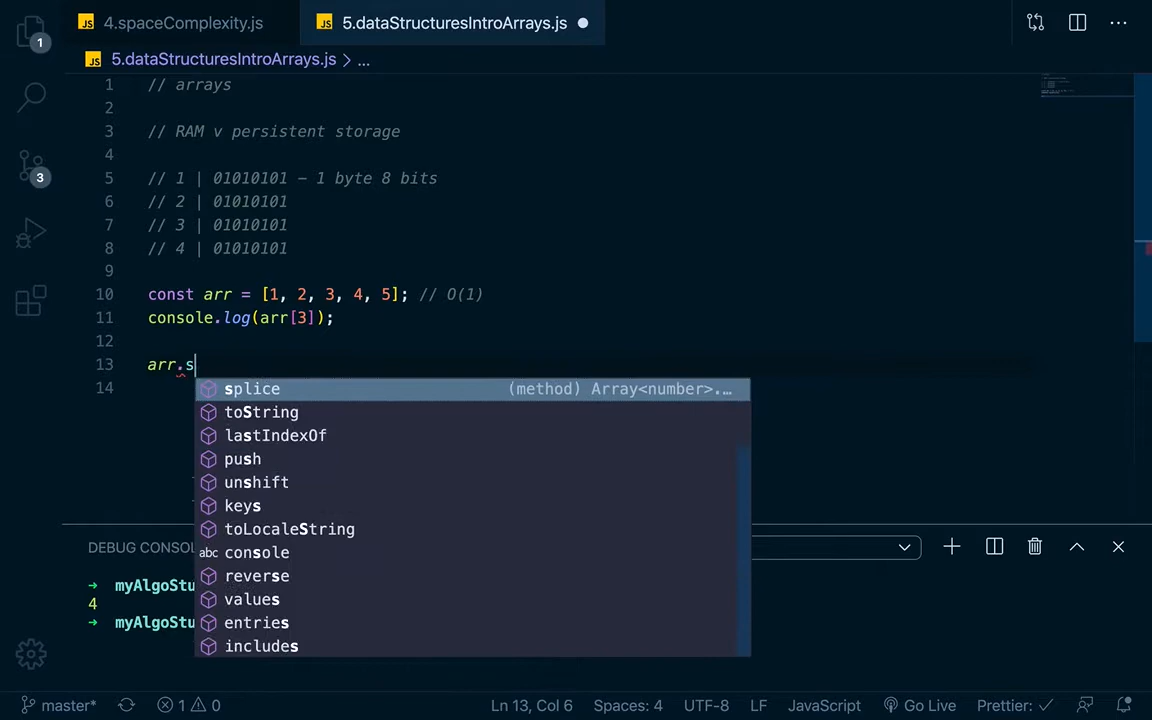 JS 4.spaceComplexity.js
JS 5.dataStructuresIntroArrays.js
1
JS 5.dataStructuresIntroArrays.js > ...
1 // arrays
2
3 // RAM v persistent storage
4
5 // 1 | 01010101 – 1 byte 8 bits
6 // 2 | 01010101
7 // 3 | 01010101
8 // 4 | 01010101
9
10 const arr = [1, 2, 3, 4, 5]; // O(1)
11 console.log(arr[3]);
12
13 arr.s
14
3
splice (method) Array<number>.…
toString
lastIndexOf
push
unshift
keys
toLocaleString
abc console
reverse
values
entries
includes
DEBUG CONSOL
→ myAlgoStu
4
→ myAlgoStu
master* 1 0 Ln 13, Col 6 Spaces: 4 UTF-8 LF JavaScript Go Live Prettier: ✓